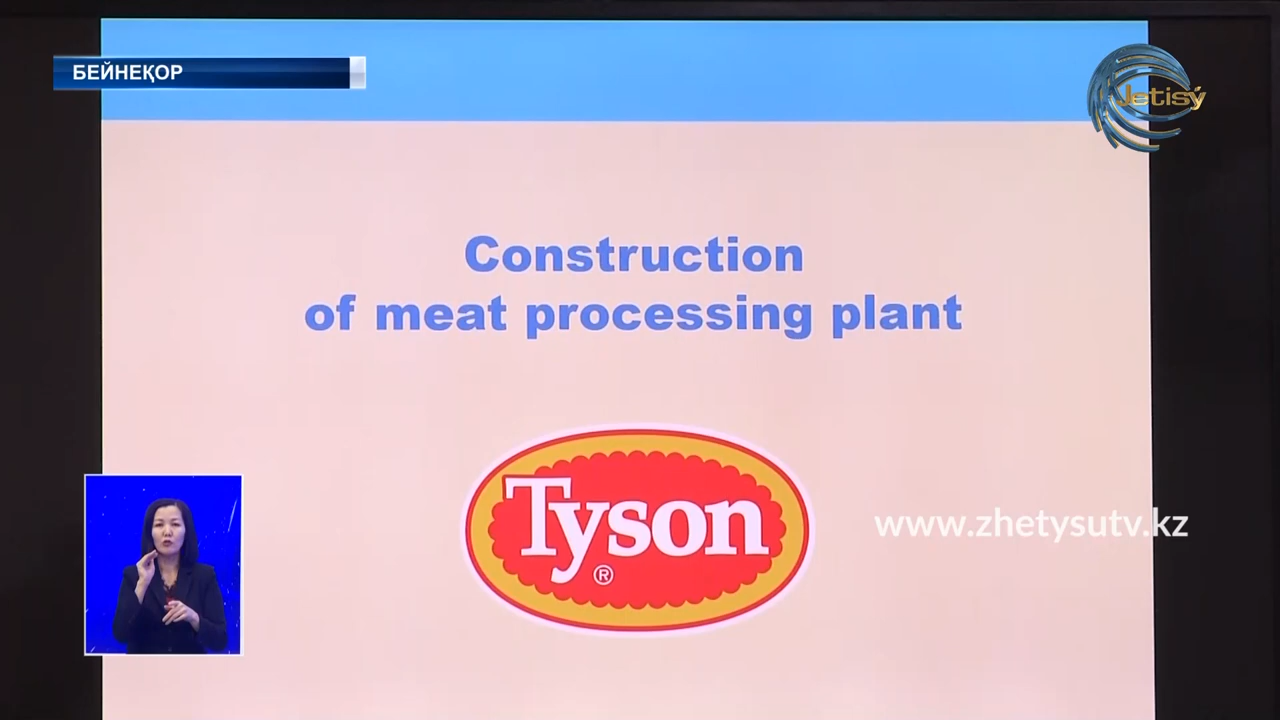 БЕЙНЕҚОР
Jetisý
Construction
of meat processing plant
Tyson
®
www.zhetysutv.kz